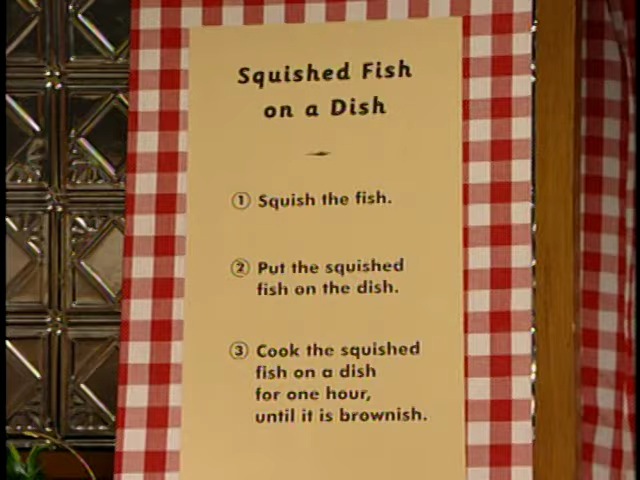 Squished Fish
on a Dish
① Squish the fish.
② Put the squished
fish on the dish.
③ Cook the squished
fish on a dish
for one hour,
until it is brownish.